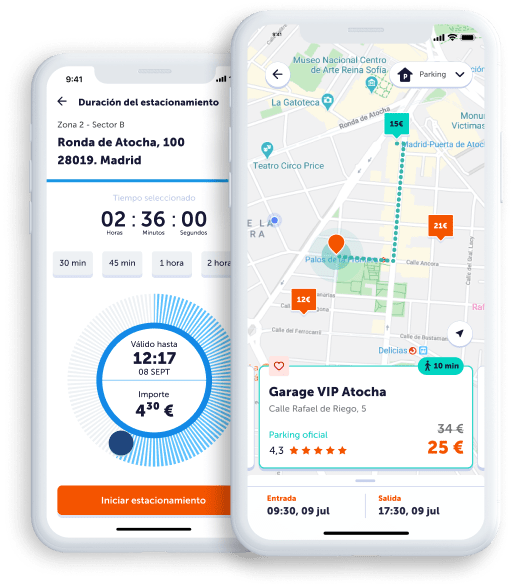 9:41
Duración del estacionamiento
Zona 2 - Sector B
Ronda de Atocha, 100
28019. Madrid
Tiempo seleccionado
02 : 36 : 00
Horas Minutos Segundos
30 min
45 min
1 hora
2 hora
Válido hasta
12:17
08 SEPT
Importe
4,30 €
Iniciar estacionamiento
Museo Nacional Centro
de Arte Reina Sofía
Parking
La Gatoteca
Ronda de Atocha
15€
Monu
Victimas
Madrid-Puerta de Atoch
Teatro Circo Price
E LA
RA
21€
Palos de la Frontera
Calle Áncora
12€
Calle del Ferrocarril
Calle de Bustamante
Delicias
10 min
Garage VIP Atocha
Calle Rafael de Riego, 5
34 €
Parking oficial
4,3
25 €
Entrada
09:30, 09 jul
Salida
17:30, 09 jul